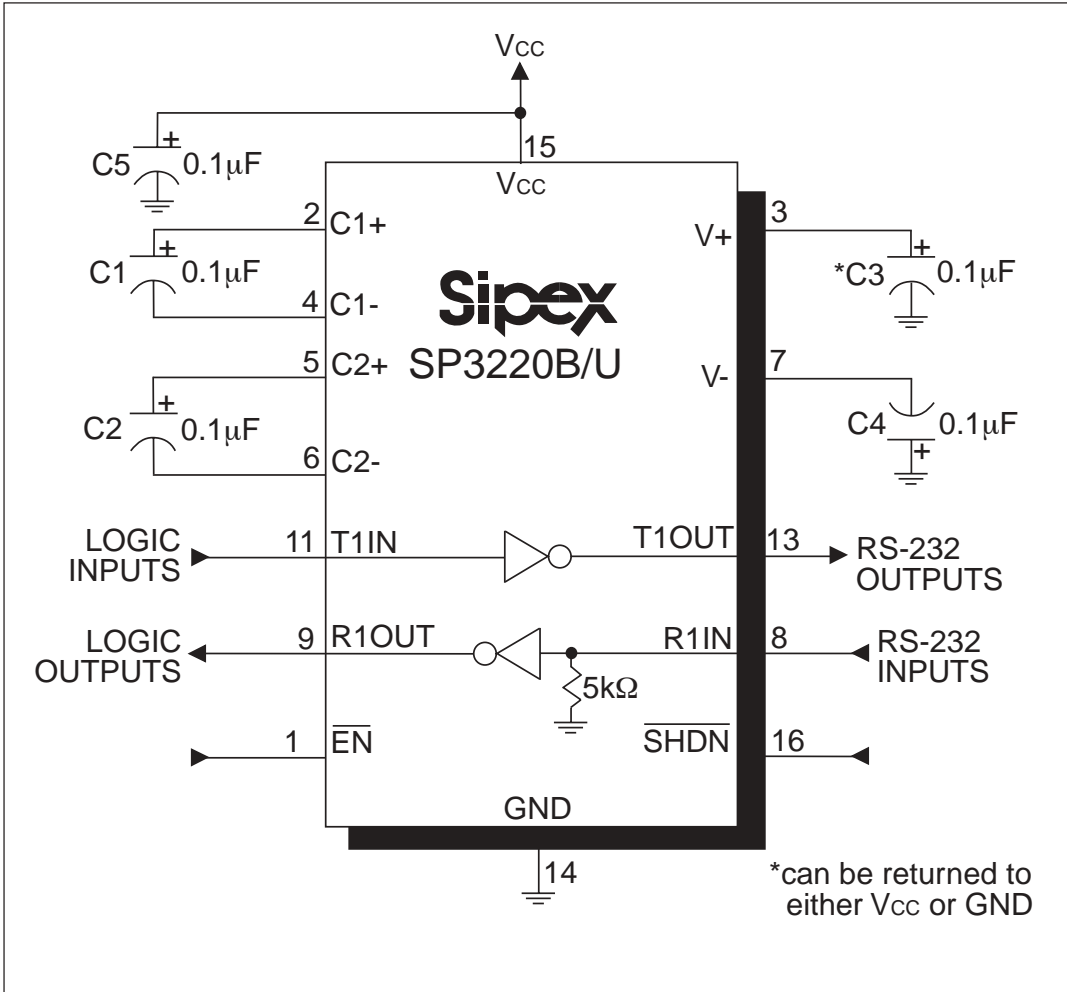 VCC
15
VCC
C5
+
0.1µF
2
C1+
C1
+
0.1µF
4
C1-
5
C2+
C2
+
0.1µF
6
C2-
Sipex
SP3220B/U
V+
3
*C3
+
0.1µF
V-
7
C4
0.1µF
+
LOGIC
INPUTS
11
T1IN
T1OUT
13
RS-232
OUTPUTS
LOGIC
OUTPUTS
9
R1OUT
R1IN
8
RS-232
INPUTS
5kΩ
1
EN
SHDN
16
GND
14
*can be returned to
either VCC or GND